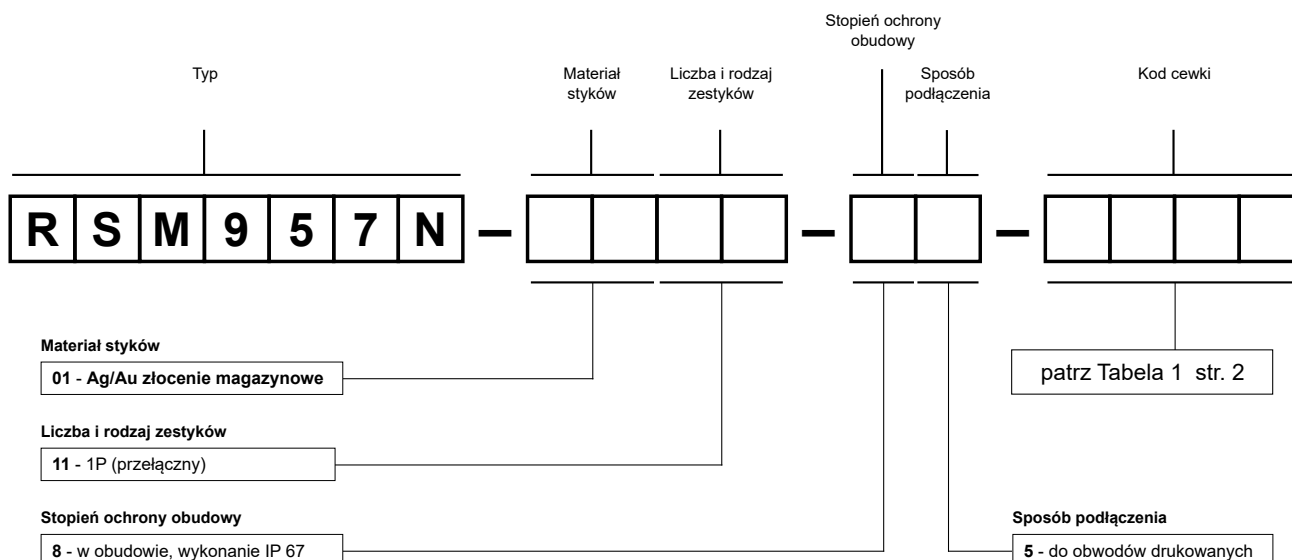 Stopień ochrony
obudowy
Typ
Materiał
styków
Liczba i rodzaj
zestyków
Sposób
podłączenia
Kod cewki
R S M 9 5 7 N – –  –
Materiał styków
01 - Ag/Au złocenie magazynowe
patrz Tabela 1 str. 2
Liczba i rodzaj zestyków
11 - 1P (przełączny)
Stopień ochrony obudowy
8 - w obudowie, wykonanie IP 67
Sposób podłączenia
5 - do obwodów drukowanych